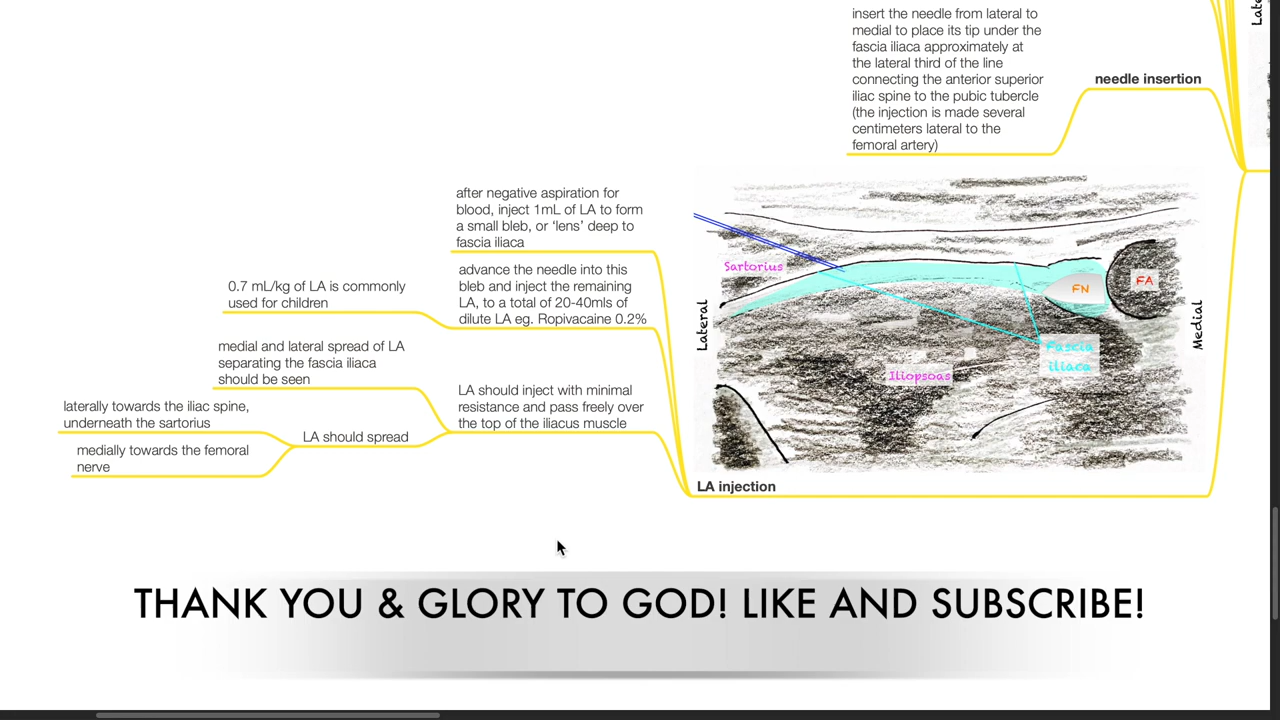 insert the needle from lateral to
medial to place its tip under the
fascia iliaca approximately at
the lateral third of the line
connecting the anterior superior
iliac spine to the pubic tubercle
(the injection is made several
centimeters lateral to the
femoral artery)
needle insertion
after negative aspiration for
blood, inject 1mL of LA to form
a small bleb, or ‘lens’ deep to
fascia iliaca
advance the needle into this
bleb and inject the remaining
LA, to a total of 20-40mls of
dilute LA eg. Ropivacaine 0.2%
0.7 mL/kg of LA is commonly
used for children
LA should inject with minimal
resistance and pass freely over
the top of the iliacus muscle
medial and lateral spread of LA
separating the fascia iliaca
should be seen
LA should spread
laterally towards the iliac spine,
underneath the sartorius
medially towards the femoral
nerve
Sartorius
Lateral
FN
FA
Medial
Fascia
iliaca
Iliopsoas
LA injection
THANK YOU & GLORY TO GOD! LIKE AND SUBSCRIBE!